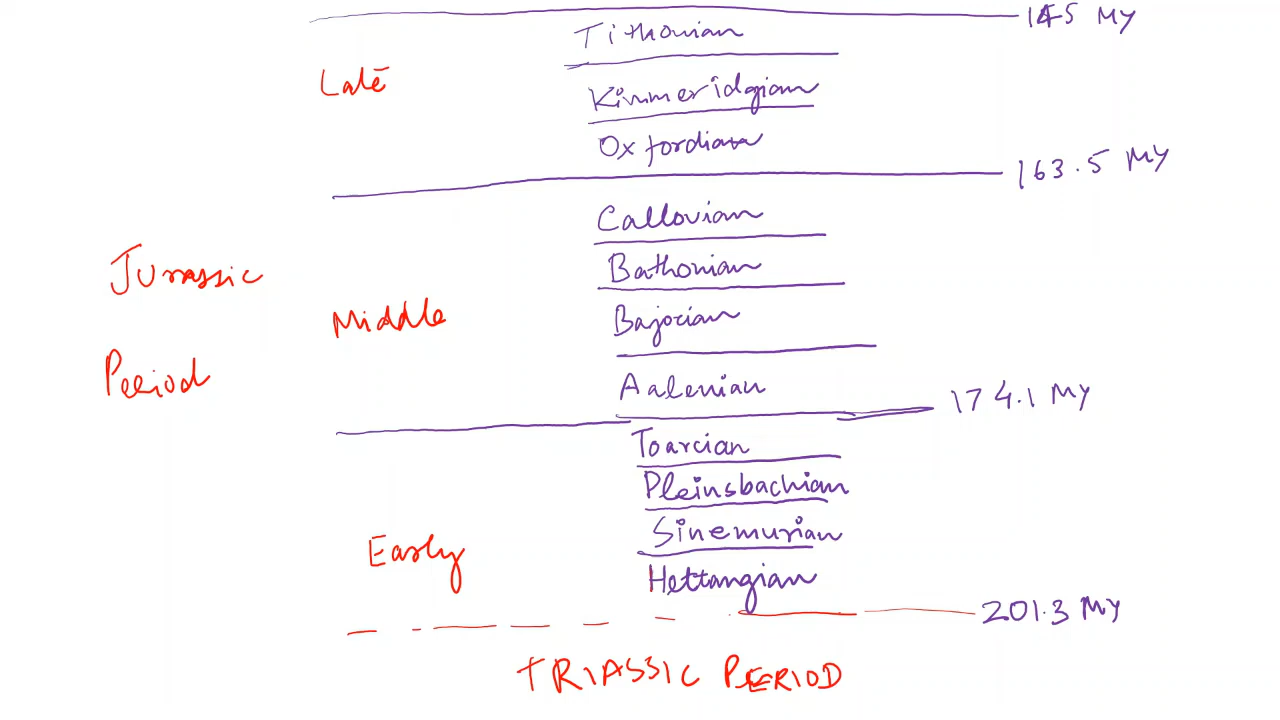 145 My
Tithonian
Late
Kimmeridgian
Oxfordian
163.5 My
Callovian
Jurassic
Bathonian
Middle
Bajocian
Period
Aalenian
174.1 My
Toarcian
Pleinsbachian
Sinemurian
Early
Hettangian
201.3 My
TRIASSIC PERIOD